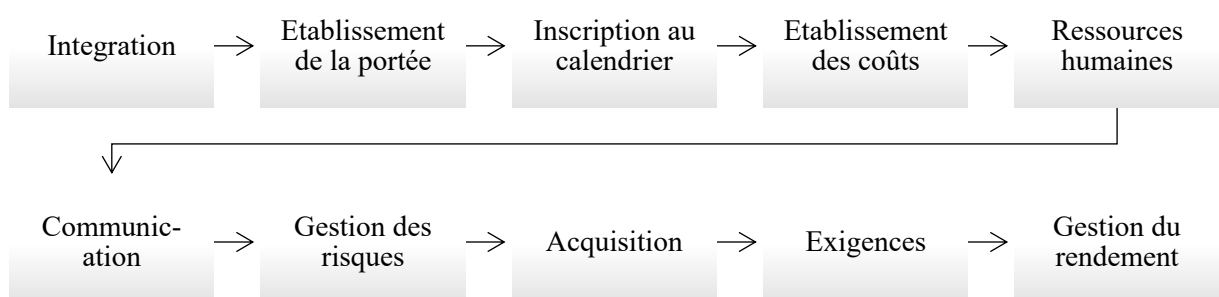 Integration
Etablissement
de la portée
Inscription au
calendrier
Etablissement
des coûts
Ressources
humaines
Communic-
ation
Gestion des
risques
Acquisition
Exigences
Gestion du
rendement